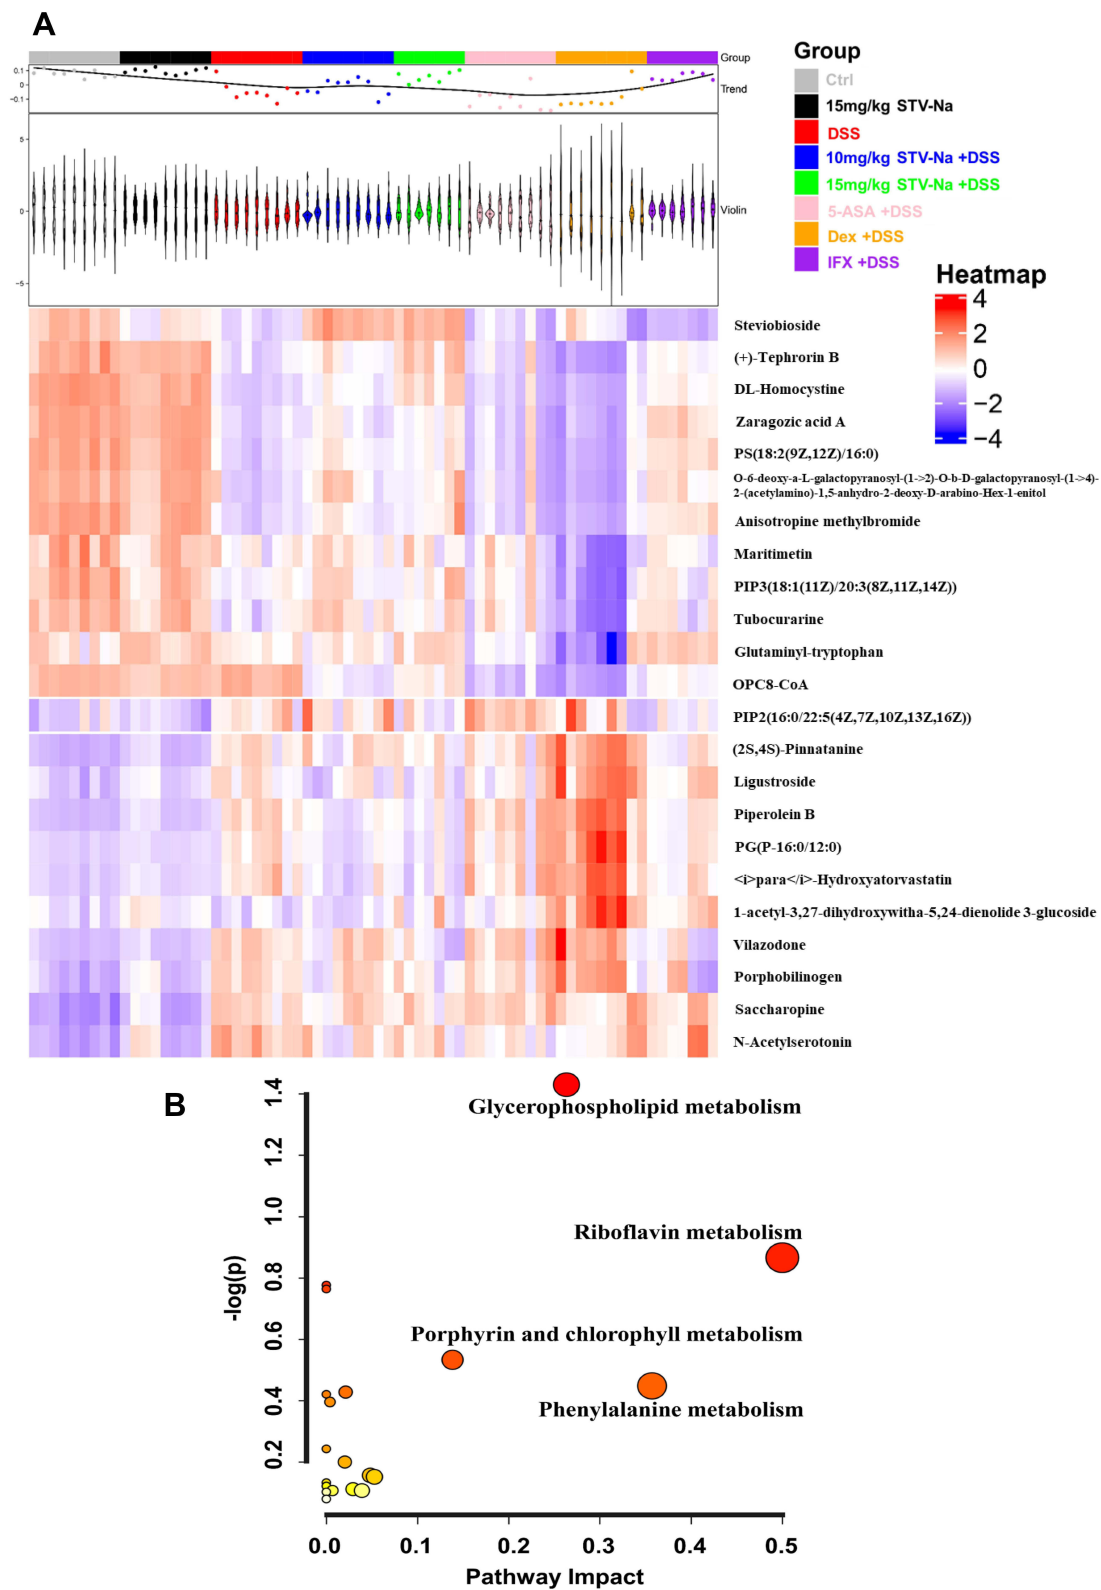 A
Group
Trend
Violin
0.1
0
−0.1
5
0
−5
Group
Ctrl
15mg/kg STV-Na
DSS
10mg/kg STV-Na +DSS
15mg/kg STV-Na +DSS
5-ASA +DSS
Dex +DSS
IFX +DSS
Heatmap
4
2
0
−2
−4
Steviobioside
(+)-Tephrorin B
DL-Homocystine
Zaragozic acid A
PS(18:2(9Z,12Z)/16:0)
O-6-deoxy-a-L-galactopyranosyl-(1->2)-O-b-D-galactopyranosyl-(1->4)-
2-(acetylamino)-1,5-anhydro-2-deoxy-D-arabino-Hex-1-enitol
Anisotropine methylbromide
Maritimetin
PIP3(18:1(11Z)/20:3(8Z,11Z,14Z))
Tubocurarine
Glutaminyl-tryptophan
OPC8-CoA
PIP2(16:0/22:5(4Z,7Z,10Z,13Z,16Z))
(2S,4S)-Pinnatanine
Ligustroside
Piperolein B
PG(P-16:0/12:0)
<i>para</i>-Hydroxyatorvastatin
1-acetyl-3,27-dihydroxywitha-5,24-dienolide 3-glucoside
Vilazodone
Porphobilinogen
Saccharopine
N-Acetylserotonin
B
Glycerophospholipid metabolism
Riboflavin metabolism
Porphyrin and chlorophyll metabolism
Phenylalanine metabolism
-log(p)
1.4
1.2
1.0
0.8
0.6
0.4
0.2
0.0
0.1
0.2
0.3
0.4
0.5
Pathway Impact